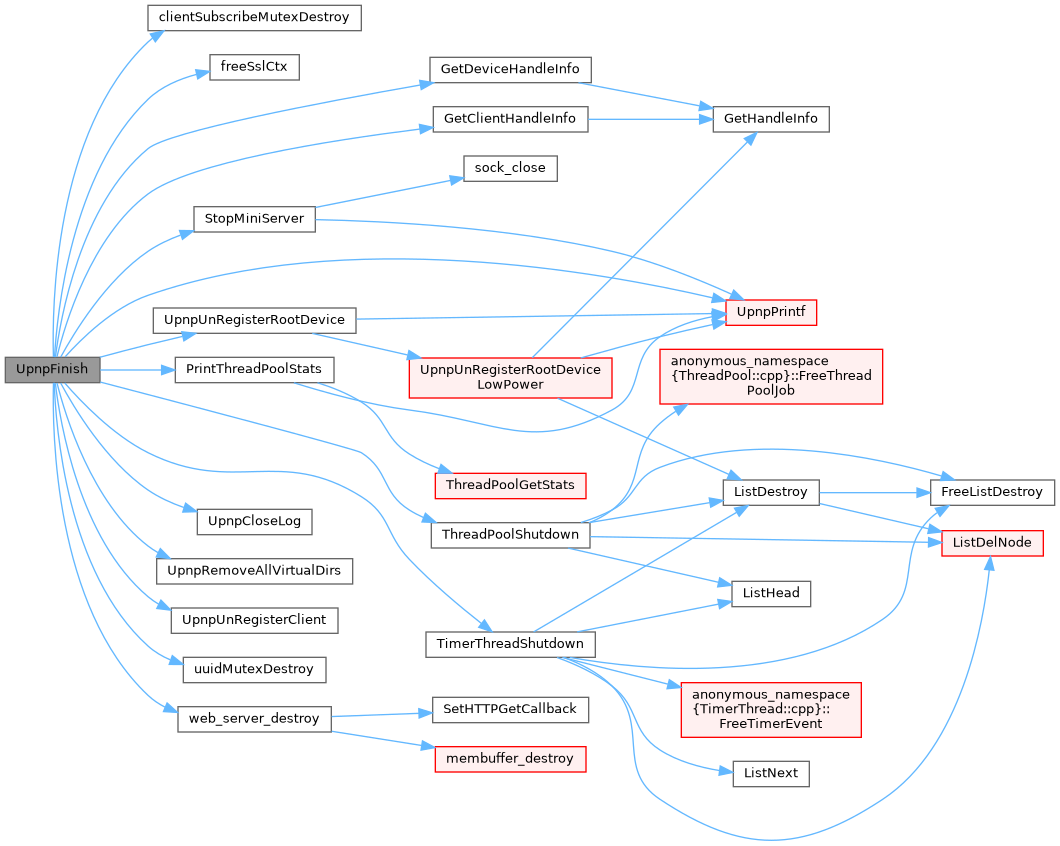 clientSubscribeMutexDestroy
freeSslCtx
GetDeviceHandleInfo
GetClientHandleInfo
GetHandleInfo
sock_close
StopMiniServer
UpnpPrintf
UpnpUnRegisterRootDevice
UpnpFinish
PrintThreadPoolStats
UpnpUnRegisterRootDevice
LowPower
anonymous_namespace
{ThreadPool::cpp}::FreeThread
PoolJob
ThreadPoolGetStats
ListDestroy
FreeListDestroy
UpnpCloseLog
ThreadPoolShutdown
ListDelNode
UpnpRemoveAllVirtualDirs
ListHead
UpnpUnRegisterClient
TimerThreadShutdown
uuidMutexDestroy
anonymous_namespace
{TimerThread::cpp}::
FreeTimerEvent
web_server_destroy
SetHTTPGetCallback
membuffer_destroy
ListNext